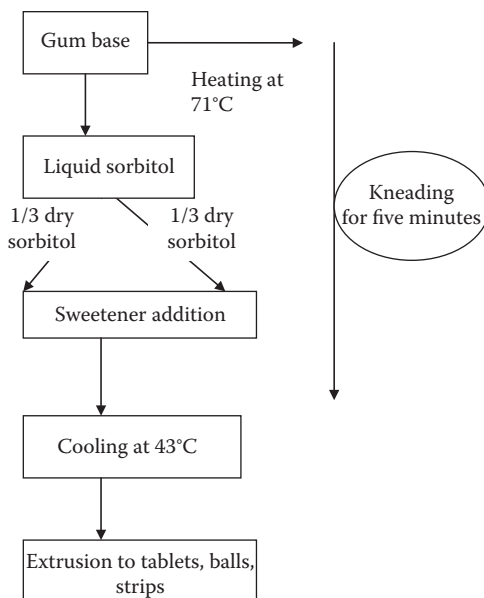 Gum base
Heating at
71°C
Liquid sorbitol
1/3 dry
sorbitol
1/3 dry
sorbitol
Kneading
for five minutes
Sweetener addition
Cooling at 43°C
Extrusion to tablets, balls,
strips